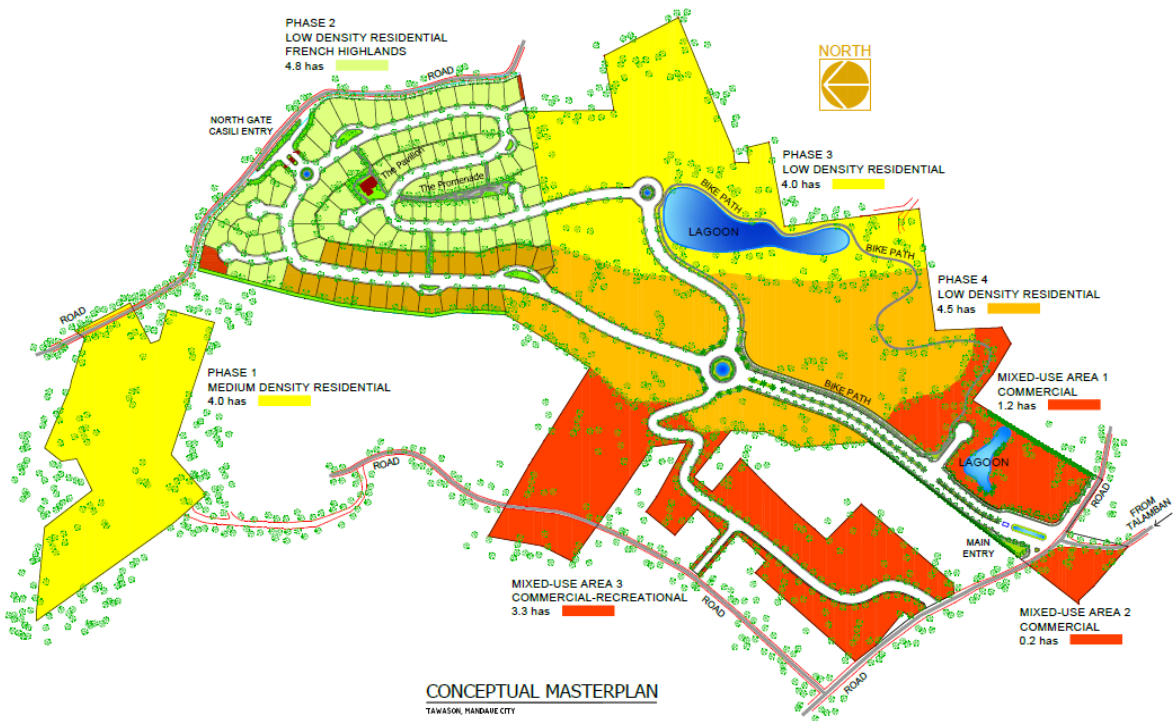 PHASE 2
LOW DENSITY RESIDENTIAL
FRENCH HIGHLANDS
4.8 has
ROAD
NORTH
NORTH GATE
CASILI ENTRY
The Pavilion
The Promenade
PHASE 3
LOW DENSITY RESIDENTIAL
4.0 has
BIKE PATH
LAGOON
BIKE PATH
PHASE 4
LOW DENSITY RESIDENTIAL
4.5 has
ROAD
PHASE 1
MEDIUM DENSITY RESIDENTIAL
4.0 has
BIKE PATH
MIXED-USE AREA 1
COMMERCIAL
1.2 has
ROAD
LAGOON
ROAD
FROM
TALAMBAN
MAIN
ENTRY
MIXED-USE AREA 3
COMMERCIAL-RECREATIONAL
3.3 has
ROAD
MIXED-USE AREA 2
COMMERCIAL
0.2 has
ROAD
CONCEPTUAL MASTERPLAN
TAWASON, MANDAUE CITY